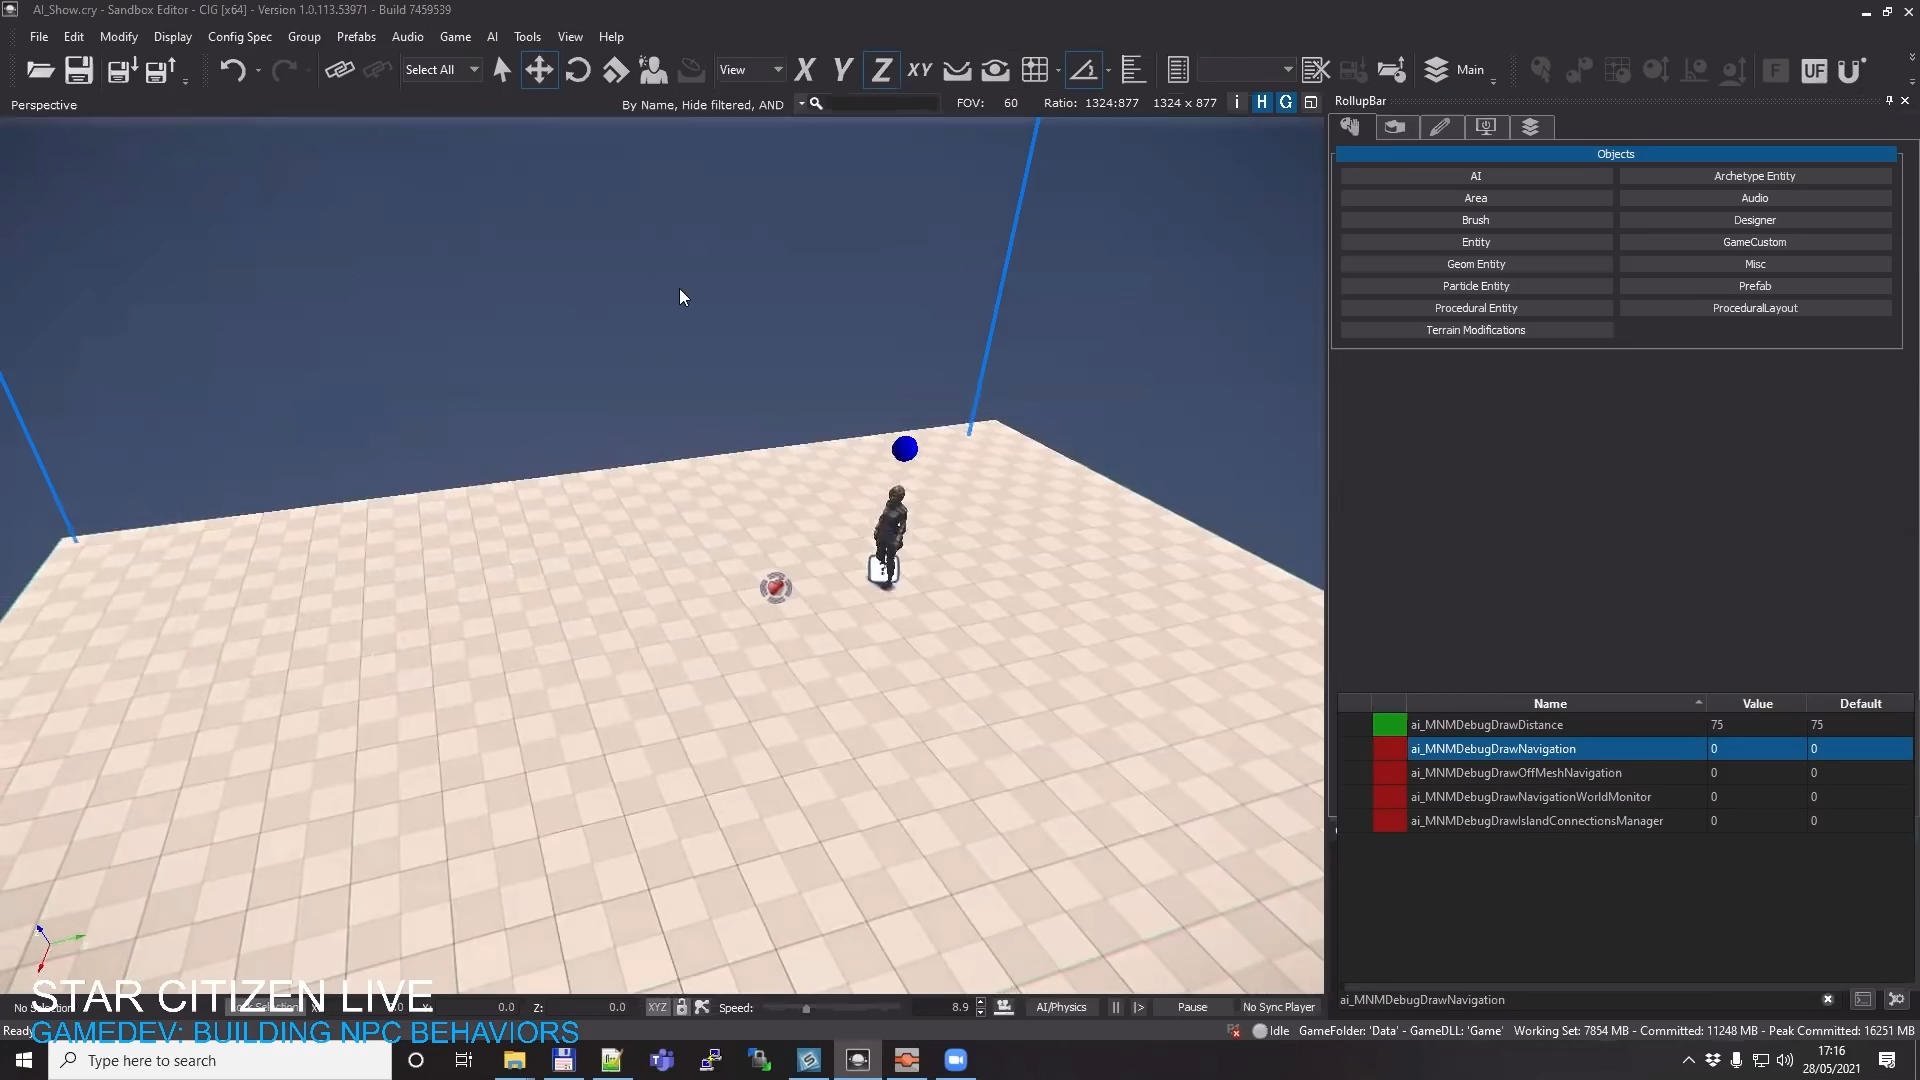 AI_Show.cry - Sandbox Editor - CIG [x64] - Version 1.0.113.53971 - Build 7459539
File Edit Modify Display Config Spec Group Prefabs Audio Game AI Tools View Help
Select All View X Y Z XY Main F UF
Perspective By Name, Hide filtered, AND FOV: 60 Ratio: 1324:877 1324 x 877 i H G
RollupBar
Objects
AI Archetype Entity
Area Audio
Brush Designer
Entity GameCustom
Geom Entity Misc
Particle Entity Prefab
Procedural Entity ProceduralLayout
Terrain Modifications
Name Value Default
ai_MNMDebugDrawDistance 75 75
ai_MNMDebugDrawNavigation 0 0
ai_MNMDebugDrawOffMeshNavigation 0 0
ai_MNMDebugDrawNavigationWorldMonitor 0 0
ai_MNMDebugDrawIslandConnectionsManager 0 0
ai_MNMDebugDrawNavigation
STAR CITIZEN LIVE
0.0 Z: 0.0 XYZ Speed: 8.9 AI/Physics Pause No Sync Player
GAMEDEV: BUILDING NPC BEHAVIORS
Idle GameFolder: 'Data' - GameDLL: 'Game' Working Set: 7854 MB - Committed: 11248 MB - Peak Committed: 16251 MB
Type here to search
17:16
28/05/2021